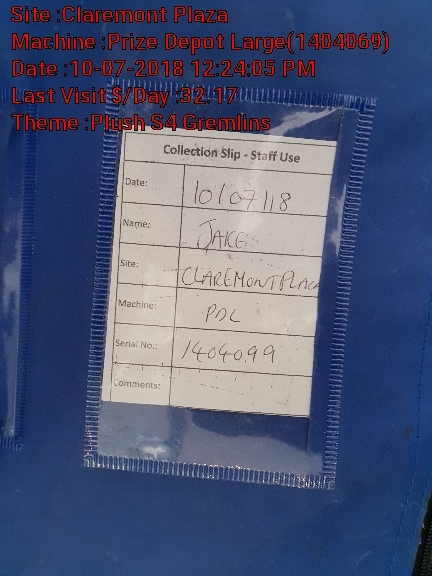 Site :Claremont Plaza
Machine :Prize Depot Large(1404069)
Date :10-07-2018 12:24:05 PM
Last Visit $/Day :32.17
Theme :Plush S4 Gremlins
Collection Slip - Staff Use
Date: 10/07/18
Name: JAKE
Site: CLAREMONT PLAC
Machine: PDL
Serial No.: 1404099
Comments: